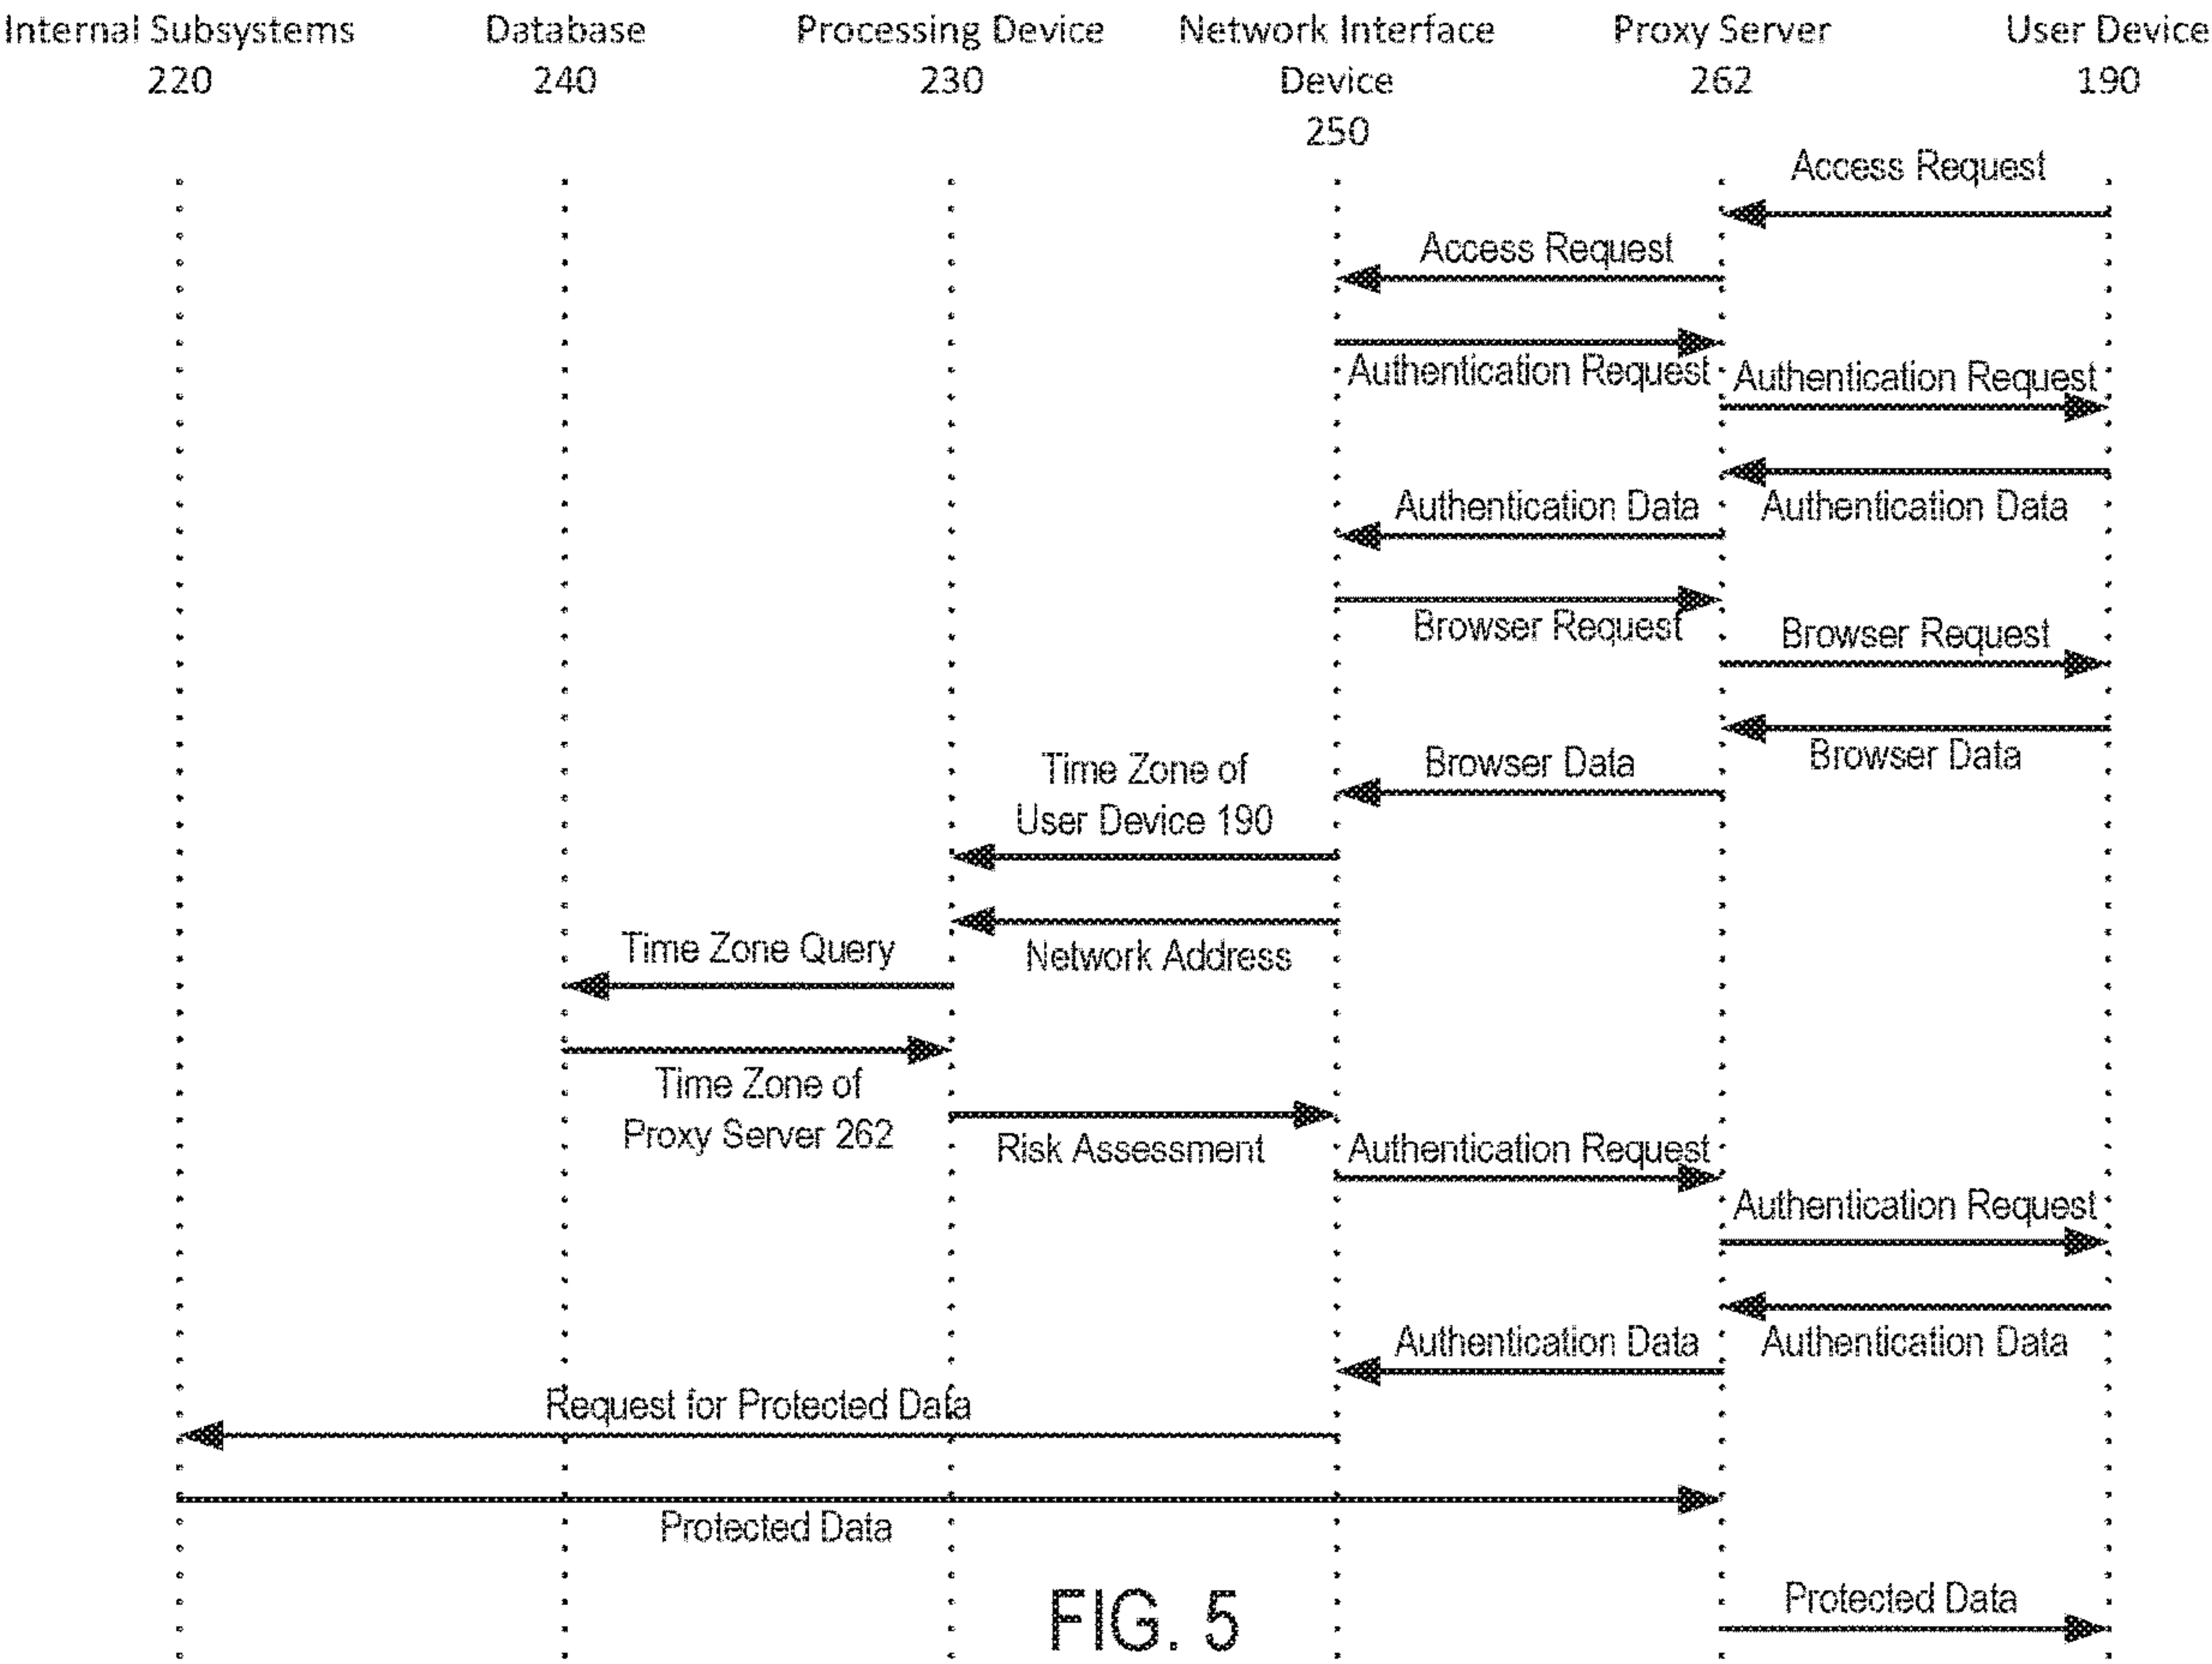 Internal Subsystems
220
Database
240
Processing Device
230
Network Interface
Device
250
Proxy Server
262
User Device
190
Access Request
Access Request
Authentication Request
Authentication Request
Authentication Data
Authentication Data
Browser Request
Browser Request
Browser Data
Browser Data
Time Zone of
User Device 190
Network Address
Time Zone Query
Time Zone of
Proxy Server 262
Risk Assessment
Authentication Request
Authentication Request
Authentication Data
Authentication Data
Request for Protected Data
Protected Data
Protected Data
FIG. 5